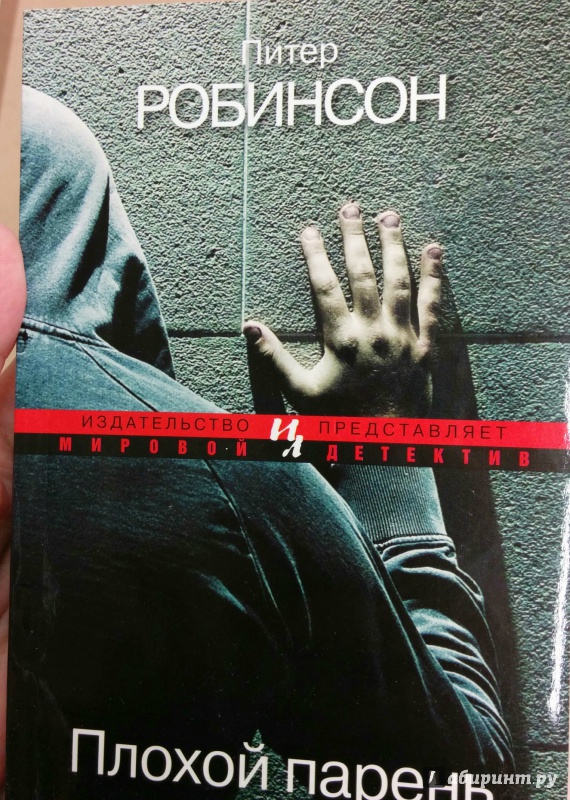 Питер
РОБИНСОН
ИЗДАТЕЛЬСТВО ИЛ ПРЕДСТАВЛЯЕТ
МИРОВОЙ ДЕТЕКТИВ
Плохой парень
лабиринт.ру